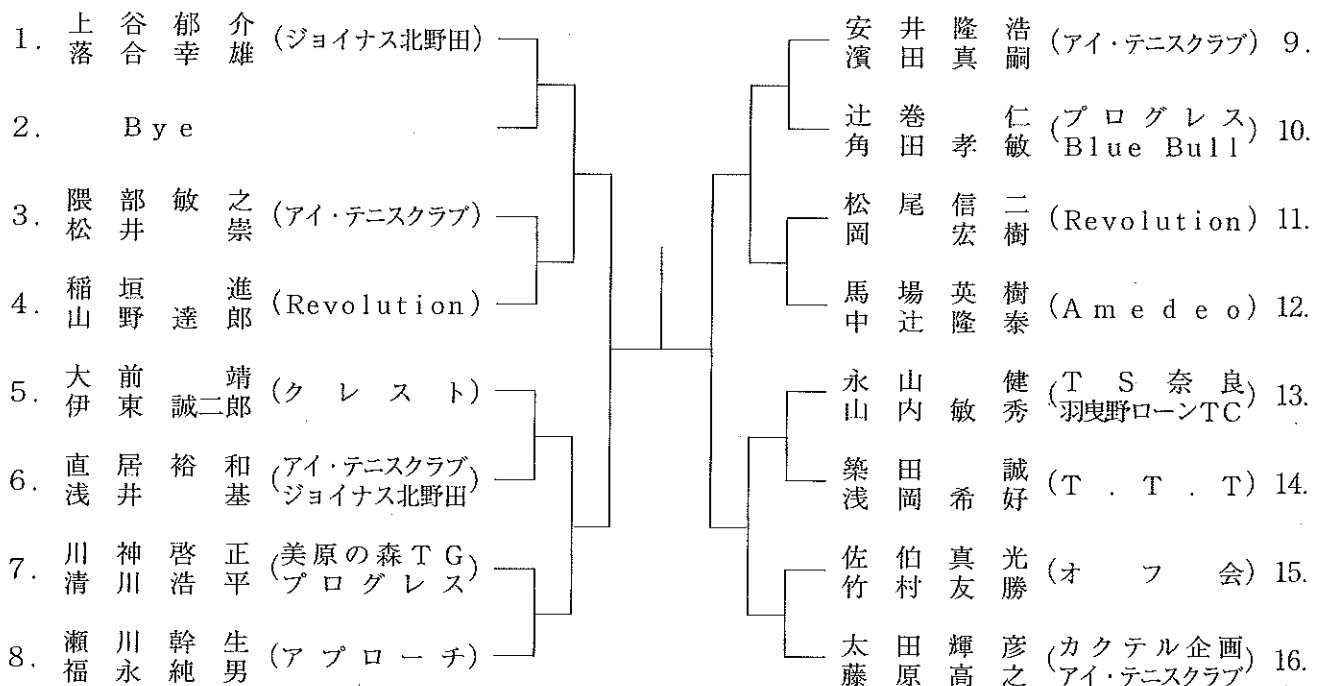 1. 上谷郁介 (ジョイナス北野田)
落合幸雄
2. Bye
3. 隈部敏之 (アイ・テニスクラブ)
松井崇
4. 稲垣進 (Revolution)
山野達郎
5. 大前靖 (クレスト)
伊東誠二郎
6. 直居裕和 (アイ・テニスクラブ
浅井基 ジョイナス北野田)
7. 川神啓正 (美原の森TG
清川浩平 プログレス)
8. 瀬川幹生 (アプローチ)
福永純男
安井隆浩 (アイ・テニスクラブ) 9.
濱田真嗣
辻巻仁 (プログレス
角田孝敏 Blue Bull) 10.
松尾信二 (Revolution) 11.
岡宏樹
馬場英樹 (Amedeo) 12.
中辻隆泰
永山健 (TS奈良
山内敏秀 羽曳野ローンTC) 13.
築田誠 (T.T.T) 14.
浅岡希好
佐伯真光 (オフ会) 15.
竹村友勝
太田輝彦 (カクテル企画
藤原高之 アイ・テニスクラブ) 16.